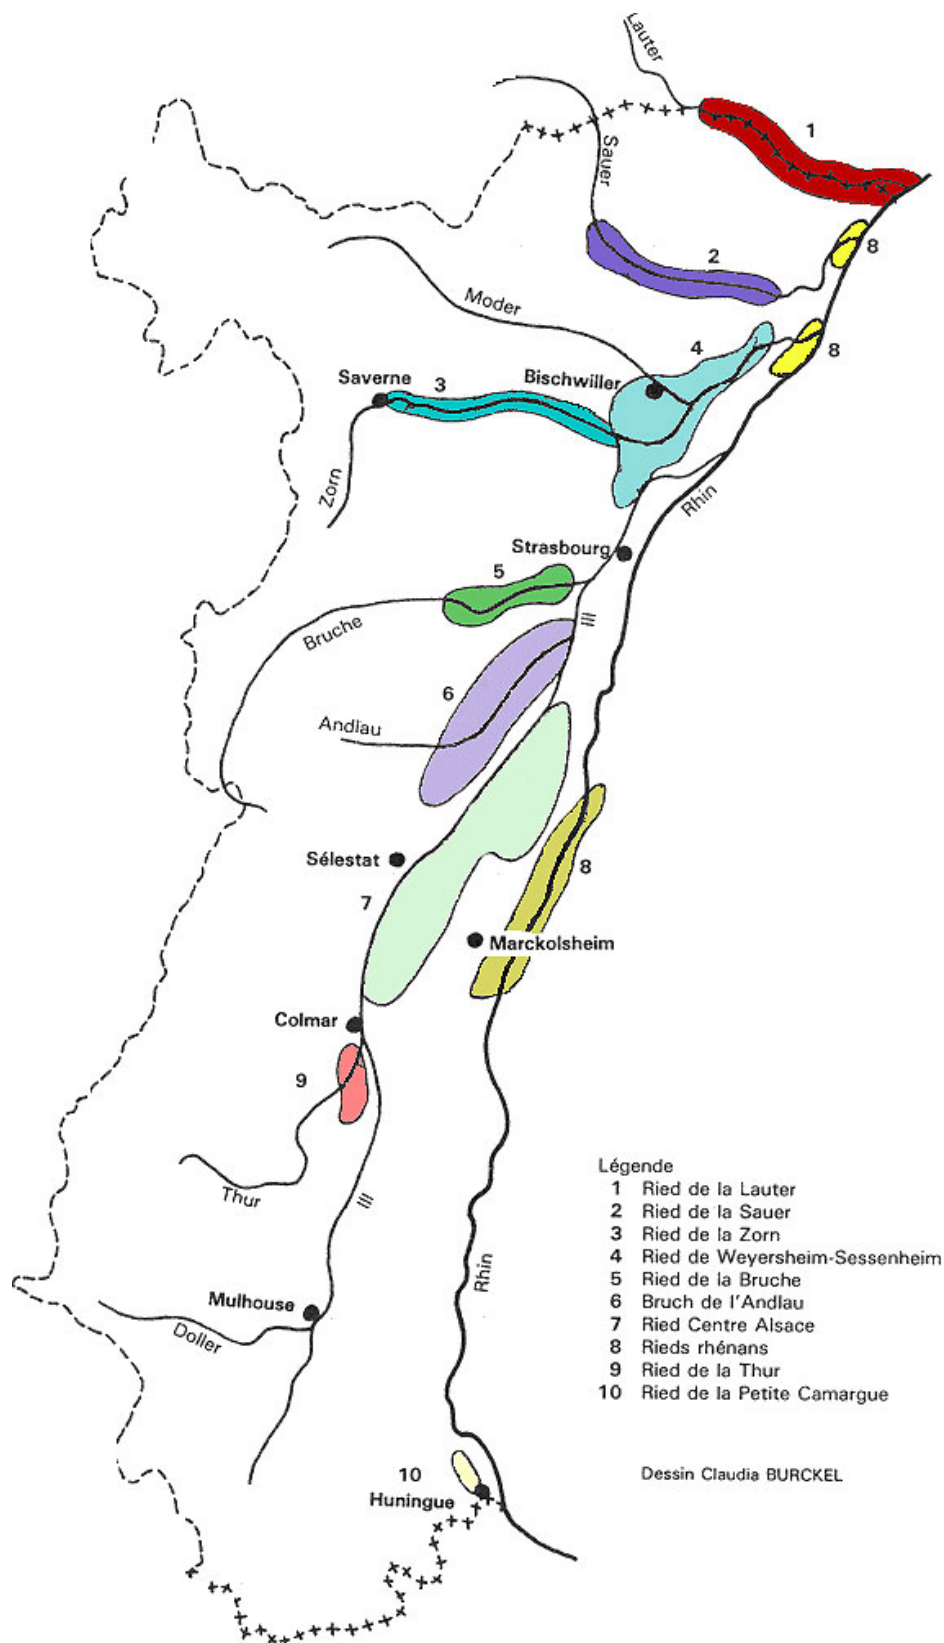 Lauter
1
Sauer
8
2
Moder
4
8
Bischwiller
Saverne
3
Zorn
Rhin
Strasbourg
5
Ill
Bruche
6
Andlau
Sélestat
8
7
Marckolsheim
Colmar
9
Thur
Ill
Rhin
Mulhouse
Doller
10
Huningue
Légende
1 Ried de la Lauter
2 Ried de la Sauer
3 Ried de la Zorn
4 Ried de Weyersheim-Sessenheim
5 Ried de la Bruche
6 Bruch de l'Andlau
7 Ried Centre Alsace
8 Rieds rhénans
9 Ried de la Thur
10 Ried de la Petite Camargue
Dessin Claudia BURCKEL